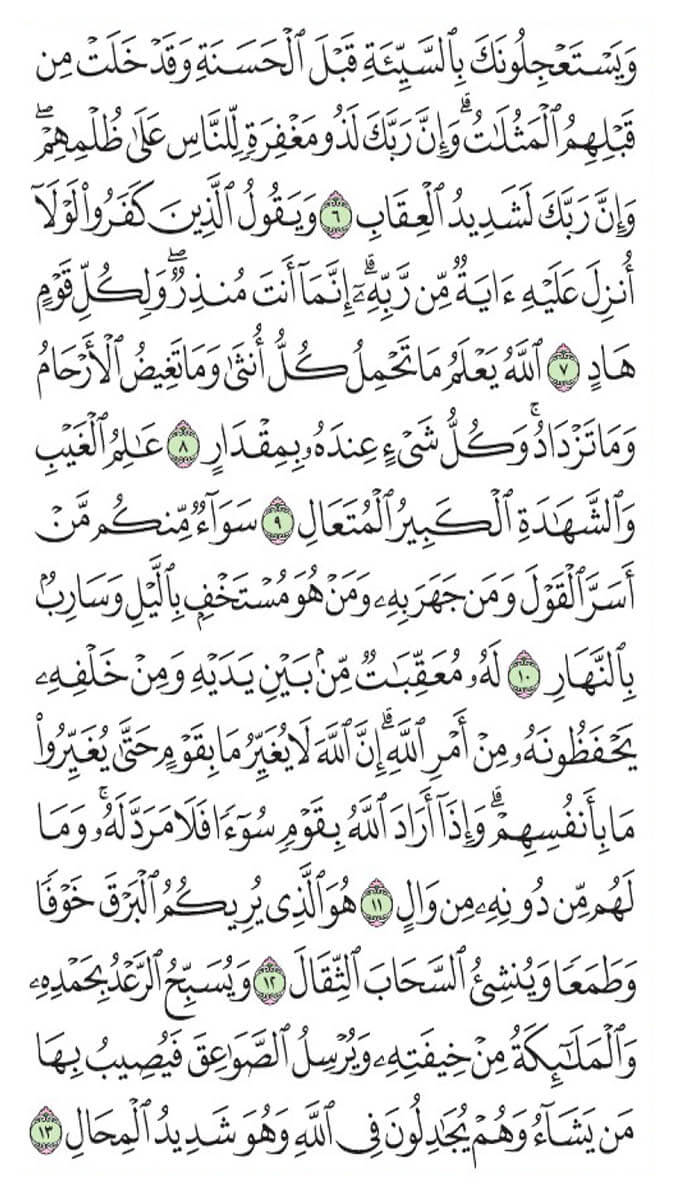 وَيَسْتَعْجِلُونَكَ بِٱلسَّيِّئَةِ قَبْلَ ٱلْحَسَنَةِ وَقَدْ خَلَتْ مِن
قَبْلِهِمُ ٱلْمَثُلَٰتُ ۗ وَإِنَّ رَبَّكَ لَذُو مَغْفِرَةٍ لِّلنَّاسِ عَلَىٰ ظُلْمِهِمْ ۖ
وَإِنَّ رَبَّكَ لَشَدِيدُ ٱلْعِقَابِ ٦ وَيَقُولُ ٱلَّذِينَ كَفَرُوا۟ لَوْلَآ
أُنزِلَ عَلَيْهِ ءَايَةٌ مِّن رَّبِّهِۦٓ ۗ إِنَّمَآ أَنتَ مُنذِرٌ ۖ وَلِكُلِّ قَوْمٍ
هَادٍ ٧ ٱللَّهُ يَعْلَمُ مَا تَحْمِلُ كُلُّ أُنثَىٰ وَمَا تَغِيضُ ٱلْأَرْحَامُ
وَمَا تَزْدَادُ ۖ وَكُلُّ شَىْءٍ عِندَهُۥ بِمِقْدَارٍ ٨ عَٰلِمُ ٱلْغَيْبِ
وَٱلشَّهَٰدَةِ ٱلْكَبِيرُ ٱلْمُتَعَالِ ٩ سَوَآءٌ مِّنكُم مَّنْ
أَسَرَّ ٱلْقَوْلَ وَمَن جَهَرَ بِهِۦ وَمَنْ هُوَ مُسْتَخْفٍۭ بِٱلَّيْلِ وَسَارِبٌۢ
بِٱلنَّهَارِ ١٠ لَهُۥ مُعَقِّبَٰتٌ مِّنۢ بَيْنِ يَدَيْهِ وَمِنْ خَلْفِهِۦ
يَحْفَظُونَهُۥ مِنْ أَمْرِ ٱللَّهِ ۗ إِنَّ ٱللَّهَ لَا يُغَيِّرُ مَا بِقَوْمٍ حَتَّىٰ يُغَيِّرُوا۟
مَا بِأَنفُسِهِمْ ۗ وَإِذَآ أَرَادَ ٱللَّهُ بِقَوْمٍ سُوٓءًا فَلَا مَرَدَّ لَهُۥ ۚ وَمَا
لَهُم مِّن دُونِهِۦ مِن وَالٍ ١١ هُوَ ٱلَّذِى يُرِيكُمُ ٱلْبَرْقَ خَوْفًا
وَطَمَعًا وَيُنشِئُ ٱلسَّحَابَ ٱلثِّقَالَ ١٢ وَيُسَبِّحُ ٱلرَّعْدُ بِحَمْدِهِۦ
وَٱلْمَلَٰٓئِكَةُ مِنْ خِيفَتِهِۦ وَيُرْسِلُ ٱلصَّوَٰعِقَ فَيُصِيبُ بِهَا
مَن يَشَآءُ وَهُمْ يُجَٰدِلُونَ فِى ٱللَّهِ وَهُوَ شَدِيدُ ٱلْمِحَالِ ١٣